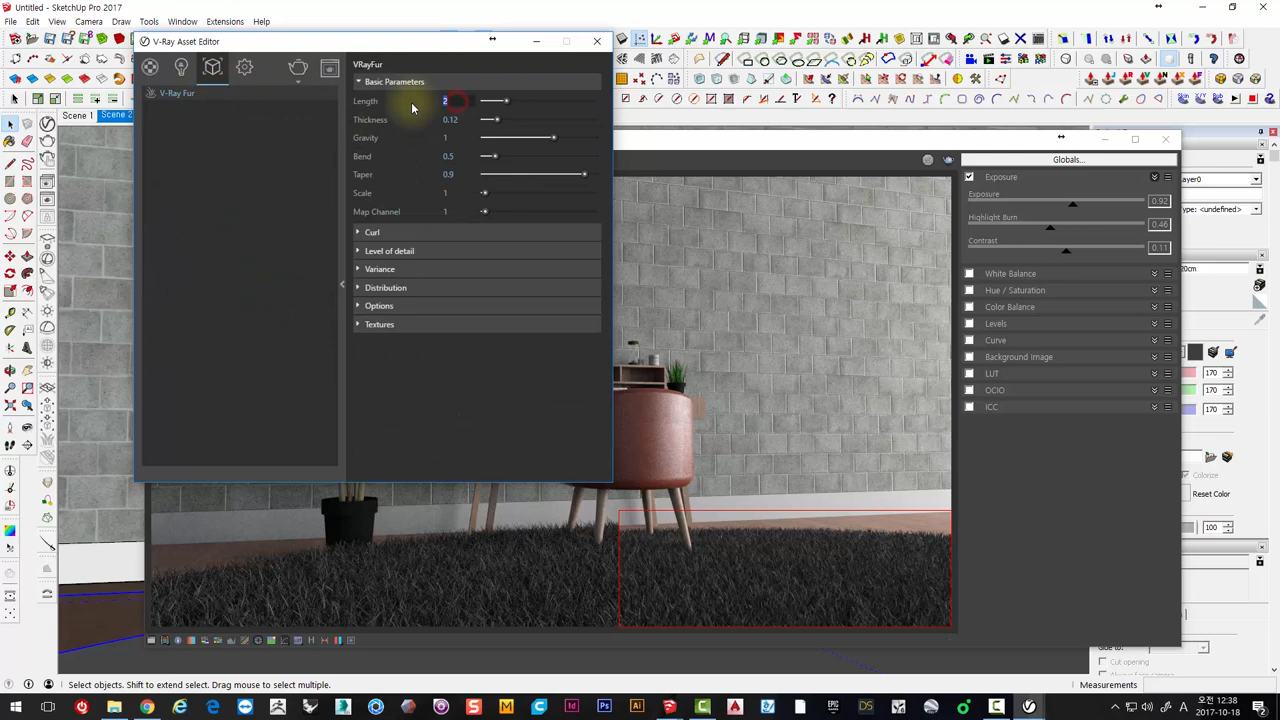 Untitled - SketchUp Pro 2017
File Edit View Camera Draw Tools Window Extensions Help
V-Ray Asset Editor
VRayFur
V-Ray Fur
Basic Parameters
Length 2
Thickness 0.12
Gravity 1
Bend 0.5
Taper 0.9
Scale 1
Map Channel 1
Curl
Level of detail
Variance
Distribution
Options
Textures
Scene 1
Scene 2
Globals...
Exposure
Exposure 0.92
Highlight Burn 0.46
Contrast 0.11
White Balance
Hue / Saturation
Color Balance
Levels
Curve
Background Image
LUT
OCIO
ICC
Type: <undefined>
170
170
170
Colorize
Reset Color
100
Cut opening
Select objects. Shift to extend select. Drag mouse to select multiple.
Measurements
오전 12:38
2017-10-18